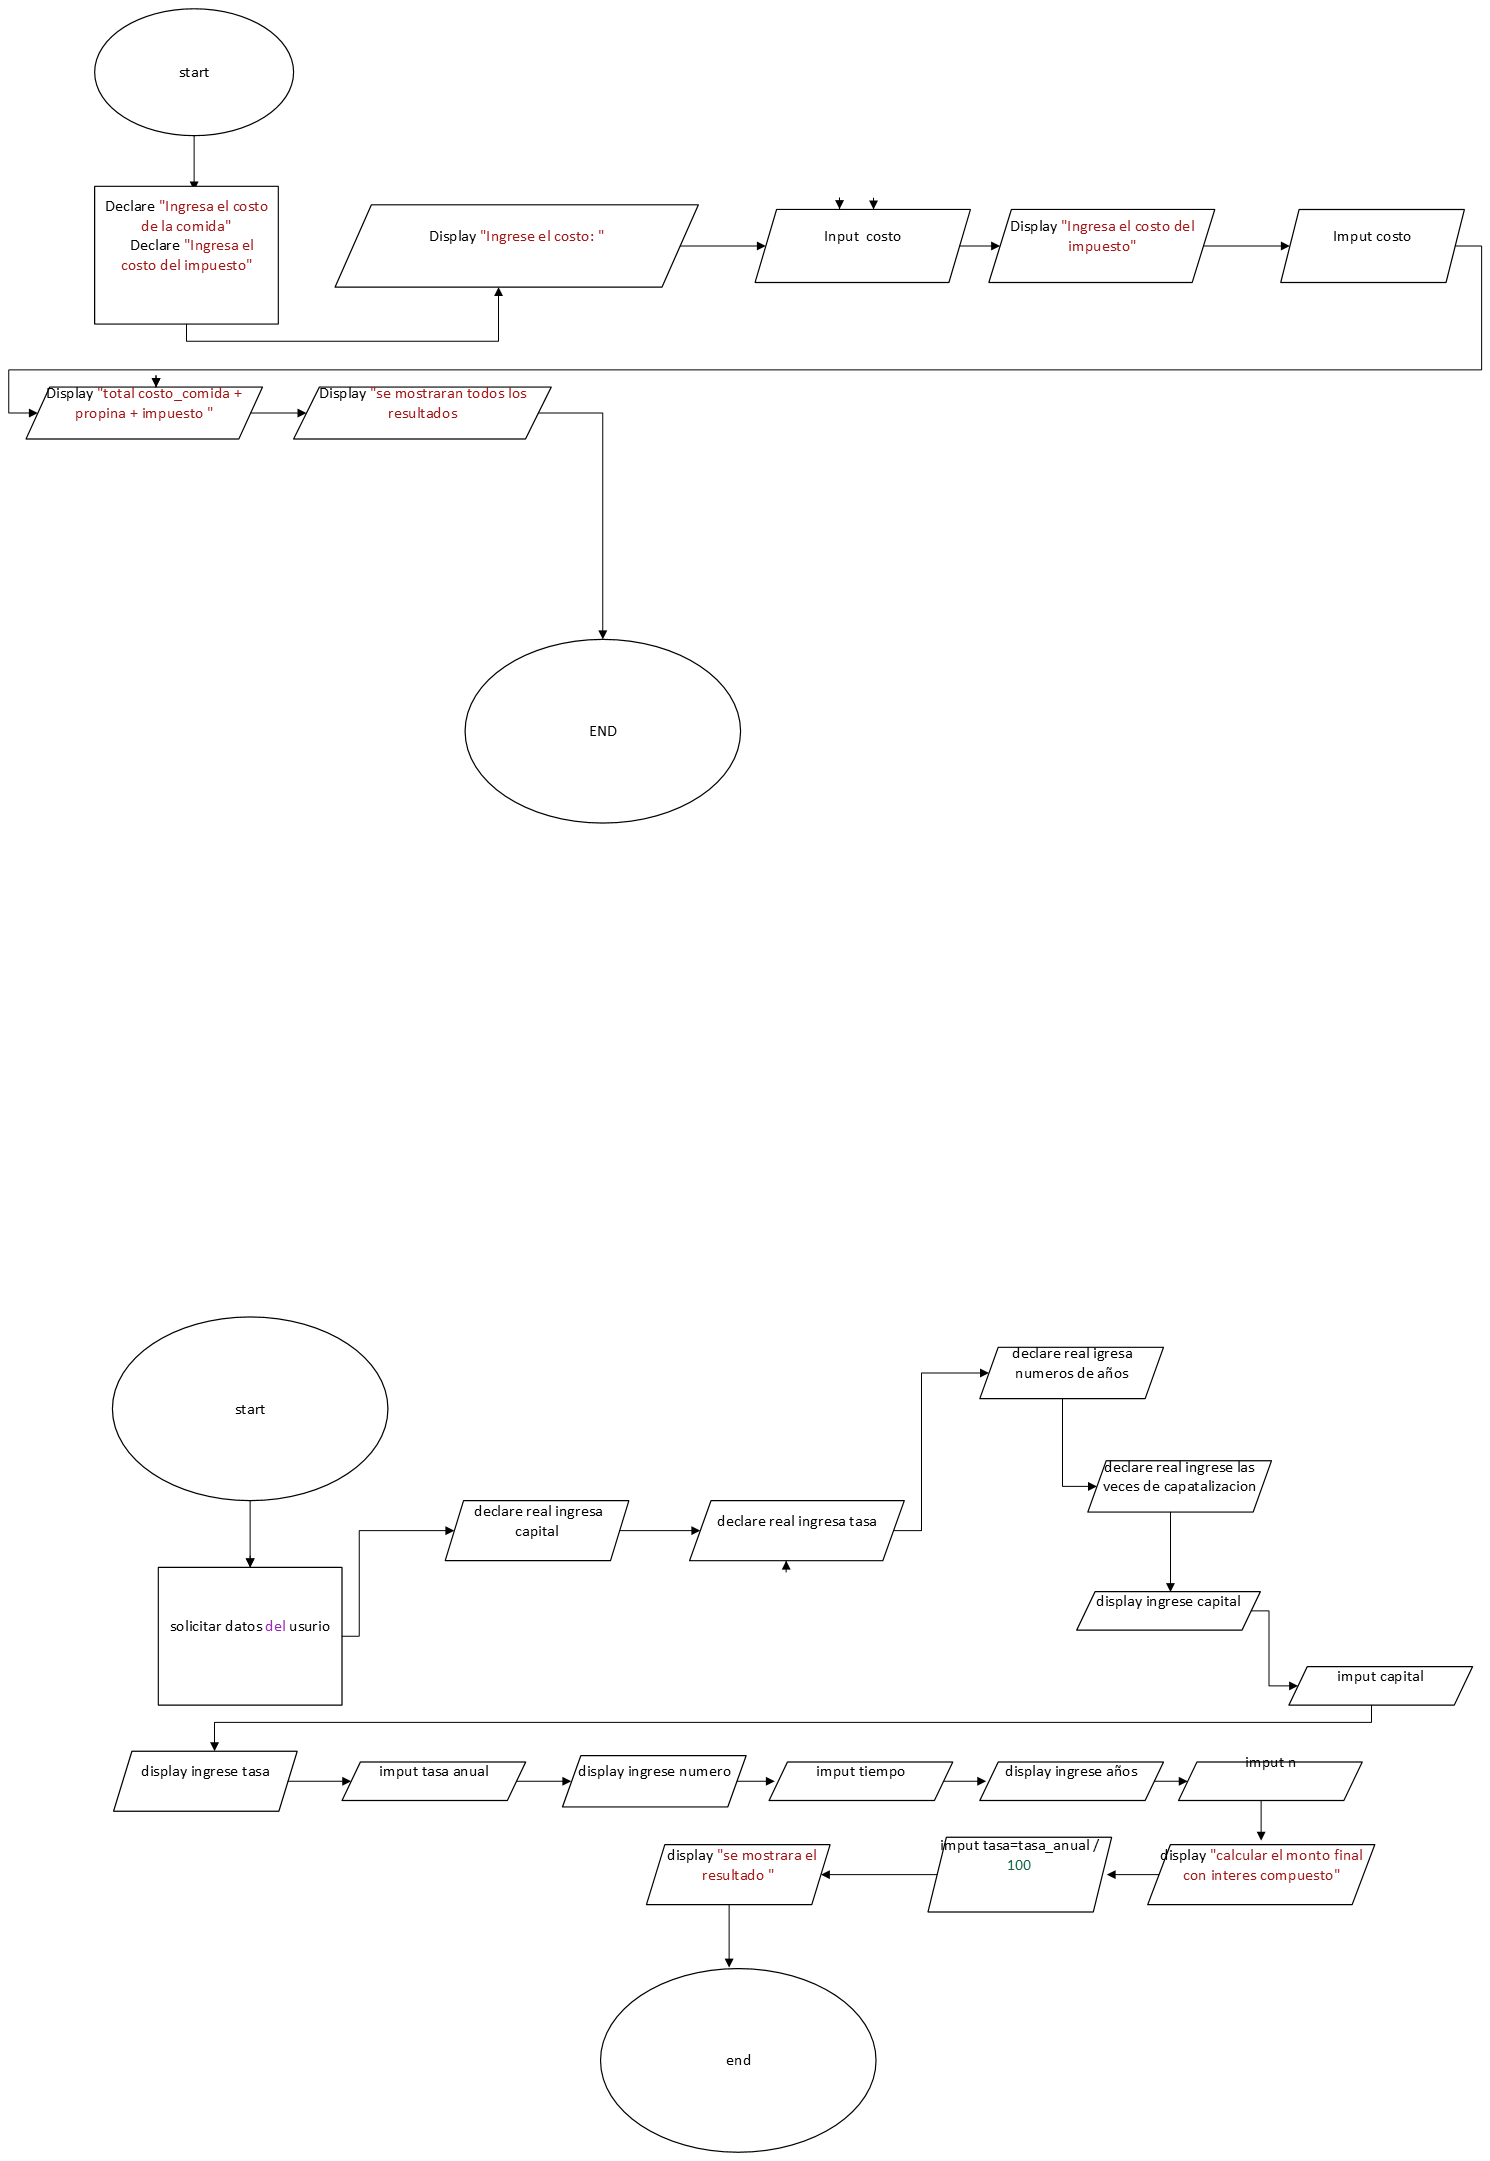 start
Declare "Ingresa el costo
de la comida"
Declare "Ingresa el
costo del impuesto"
Display "Ingrese el costo: "
Input  costo
Display "Ingresa el costo del
impuesto"
Imput costo
Display "total costo_comida +
propina + impuesto "
Display "se mostraran todos los
resultados
END
start
solicitar datos del usurio
declare real ingresa
capital
declare real ingresa tasa
declare real igresa
numeros de años
declare real ingrese las
veces de capatalizacion
display ingrese capital
imput capital
display ingrese tasa
imput tasa anual
display ingrese numero
imput tiempo
display ingrese años
imput n
display "calcular el monto final
con interes compuesto"
imput tasa=tasa_anual /
100
display "se mostrara el
resultado "
end